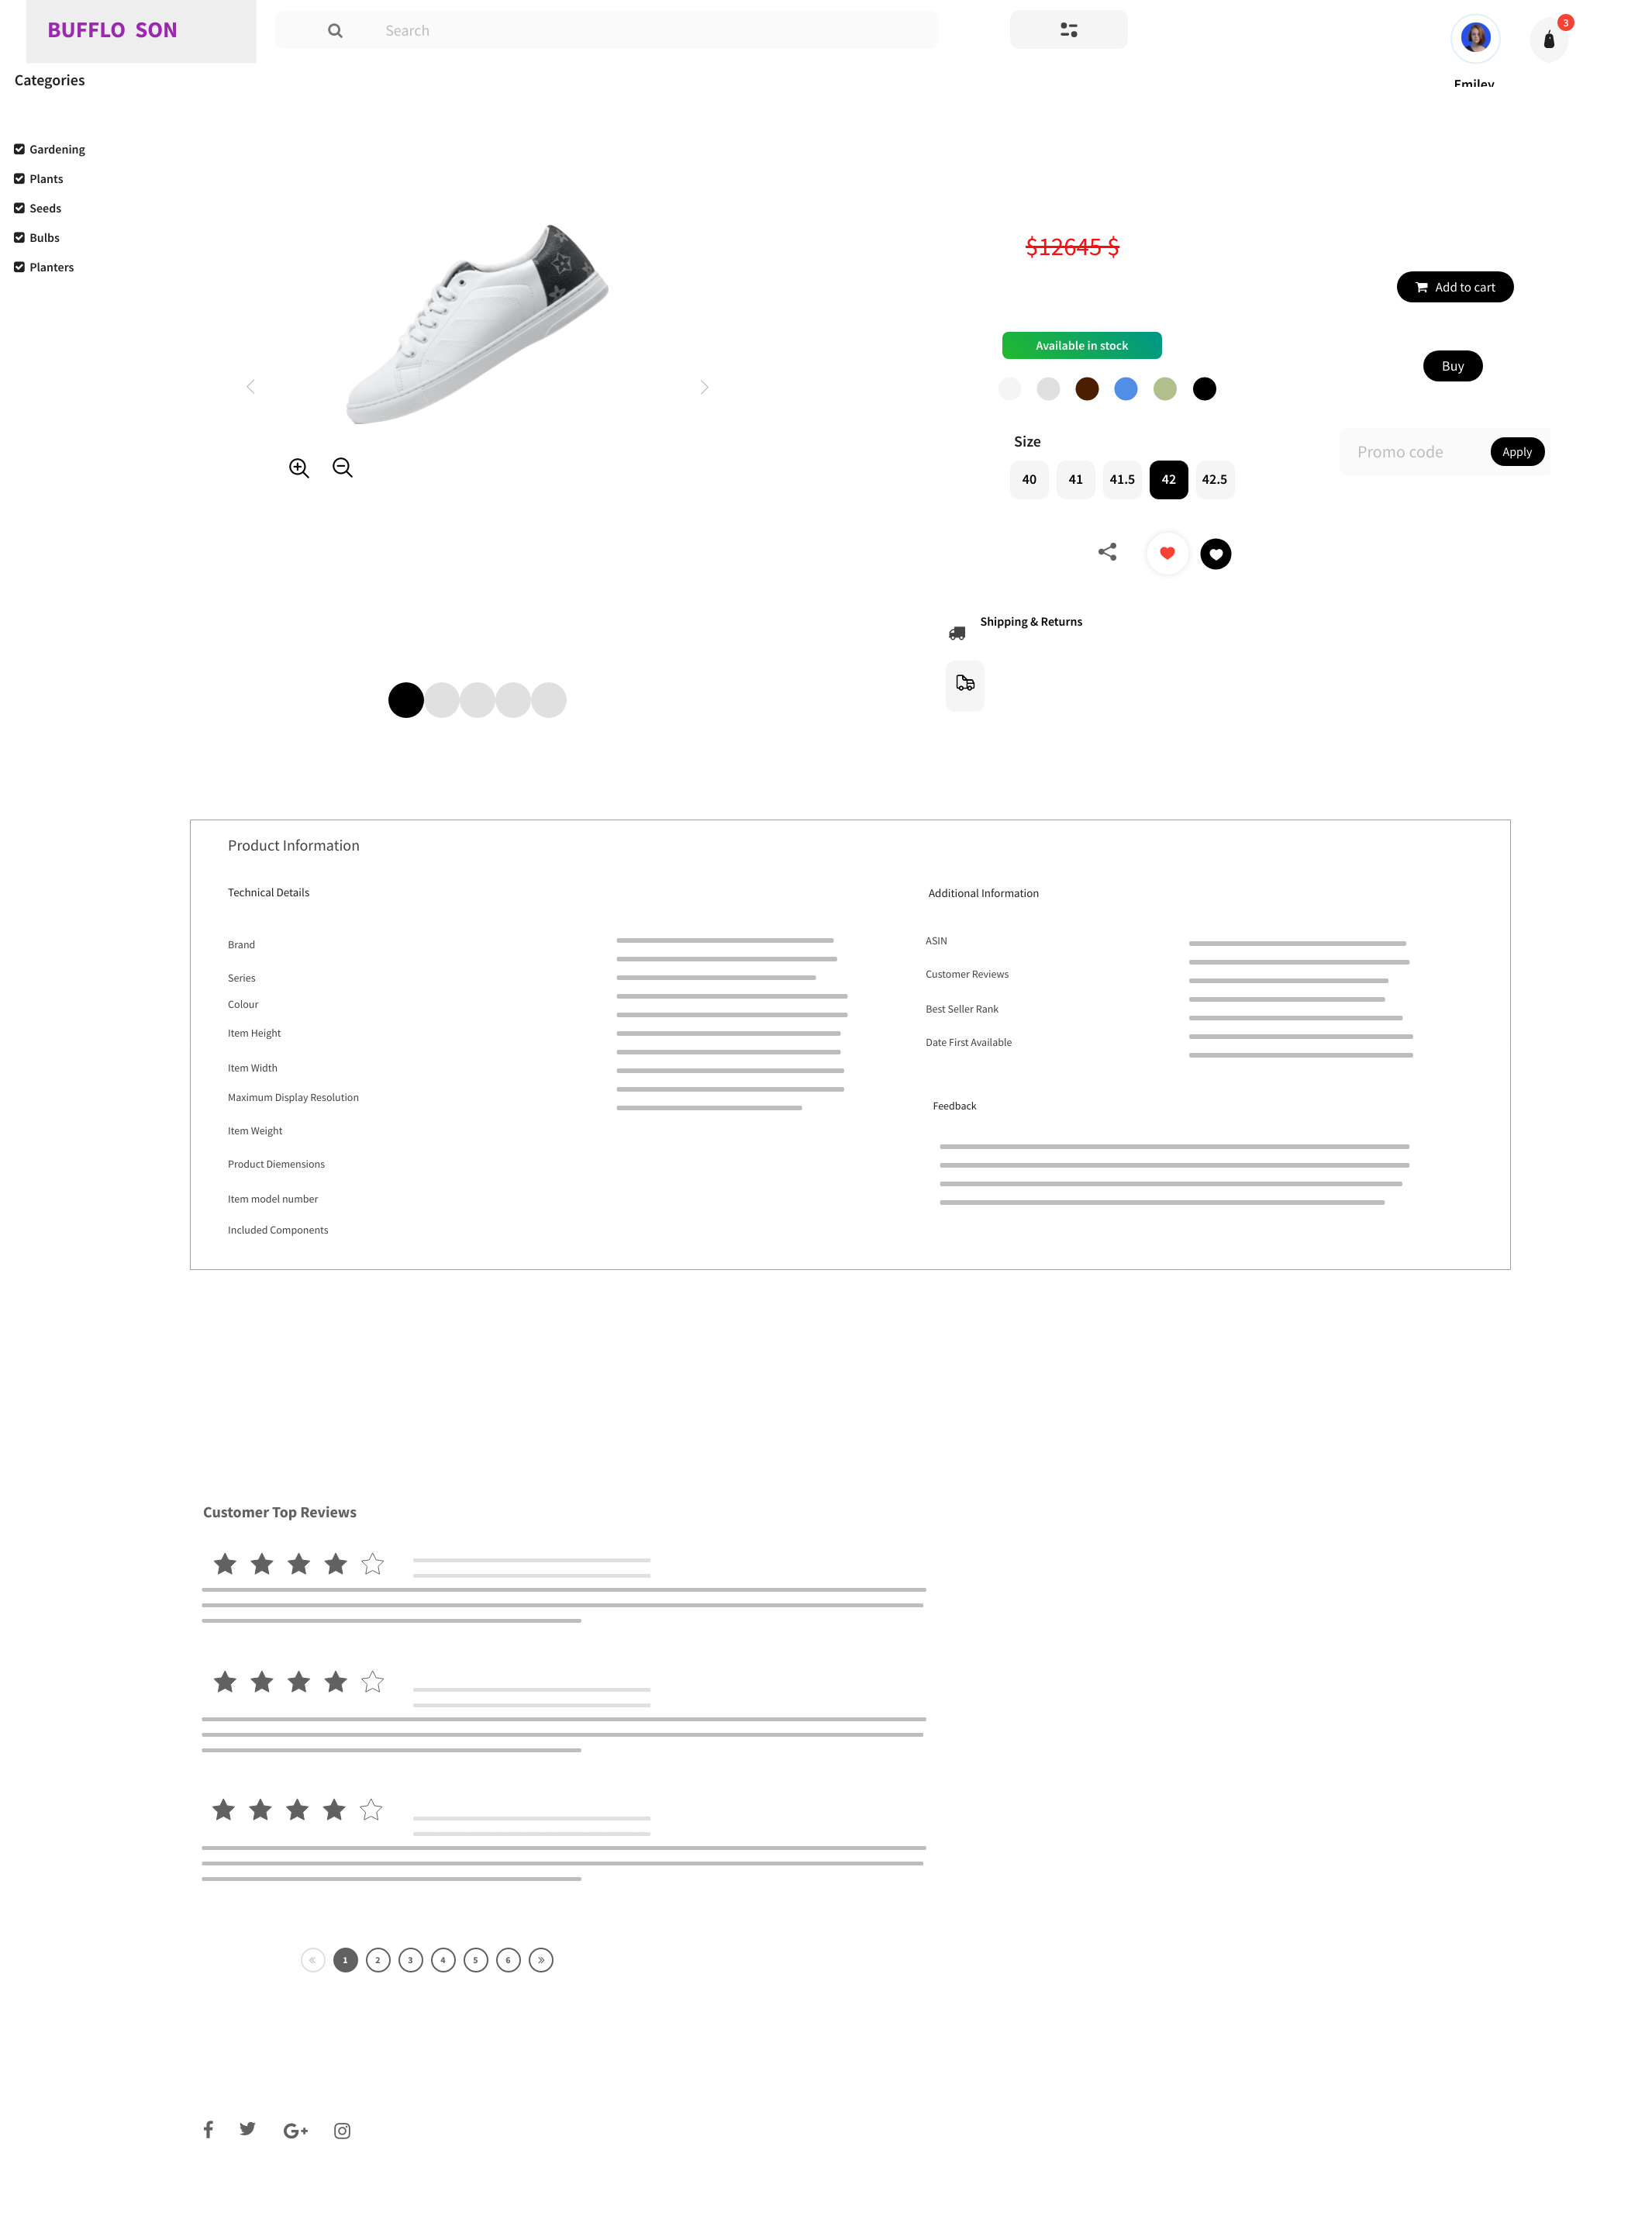 BUFFLO SON
Search
3
Emiley
Categories
Gardening
Plants
Seeds
Bulbs
Planters
$12645 $
Add to cart
Available in stock
Buy
Size
Promo code
Apply
40 41 41.5 42 42.5
Shipping & Returns
Product Information
Technical Details
Brand
Series
Colour
Item Height
Item Width
Maximum Display Resolution
Item Weight
Product Diemensions
Item model number
Included Components
Additional Information
ASIN
Customer Reviews
Best Seller Rank
Date First Available
Feedback
Customer Top Reviews
« 1 2 3 4 5 6 »